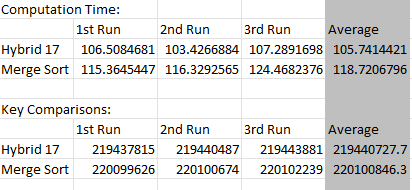 Computation Time:
1st Run 2nd Run 3rd Run Average
Hybrid 17 106.5084681 103.4266884 107.2891698 105.7414421
Merge Sort 115.3645447 116.3292565 124.4682376 118.7206796
Key Comparisons:
1st Run 2nd Run 3rd Run Average
Hybrid 17 219437815 219440487 219443881 219440727.7
Merge Sort 220099626 220100674 220102239 220100846.3